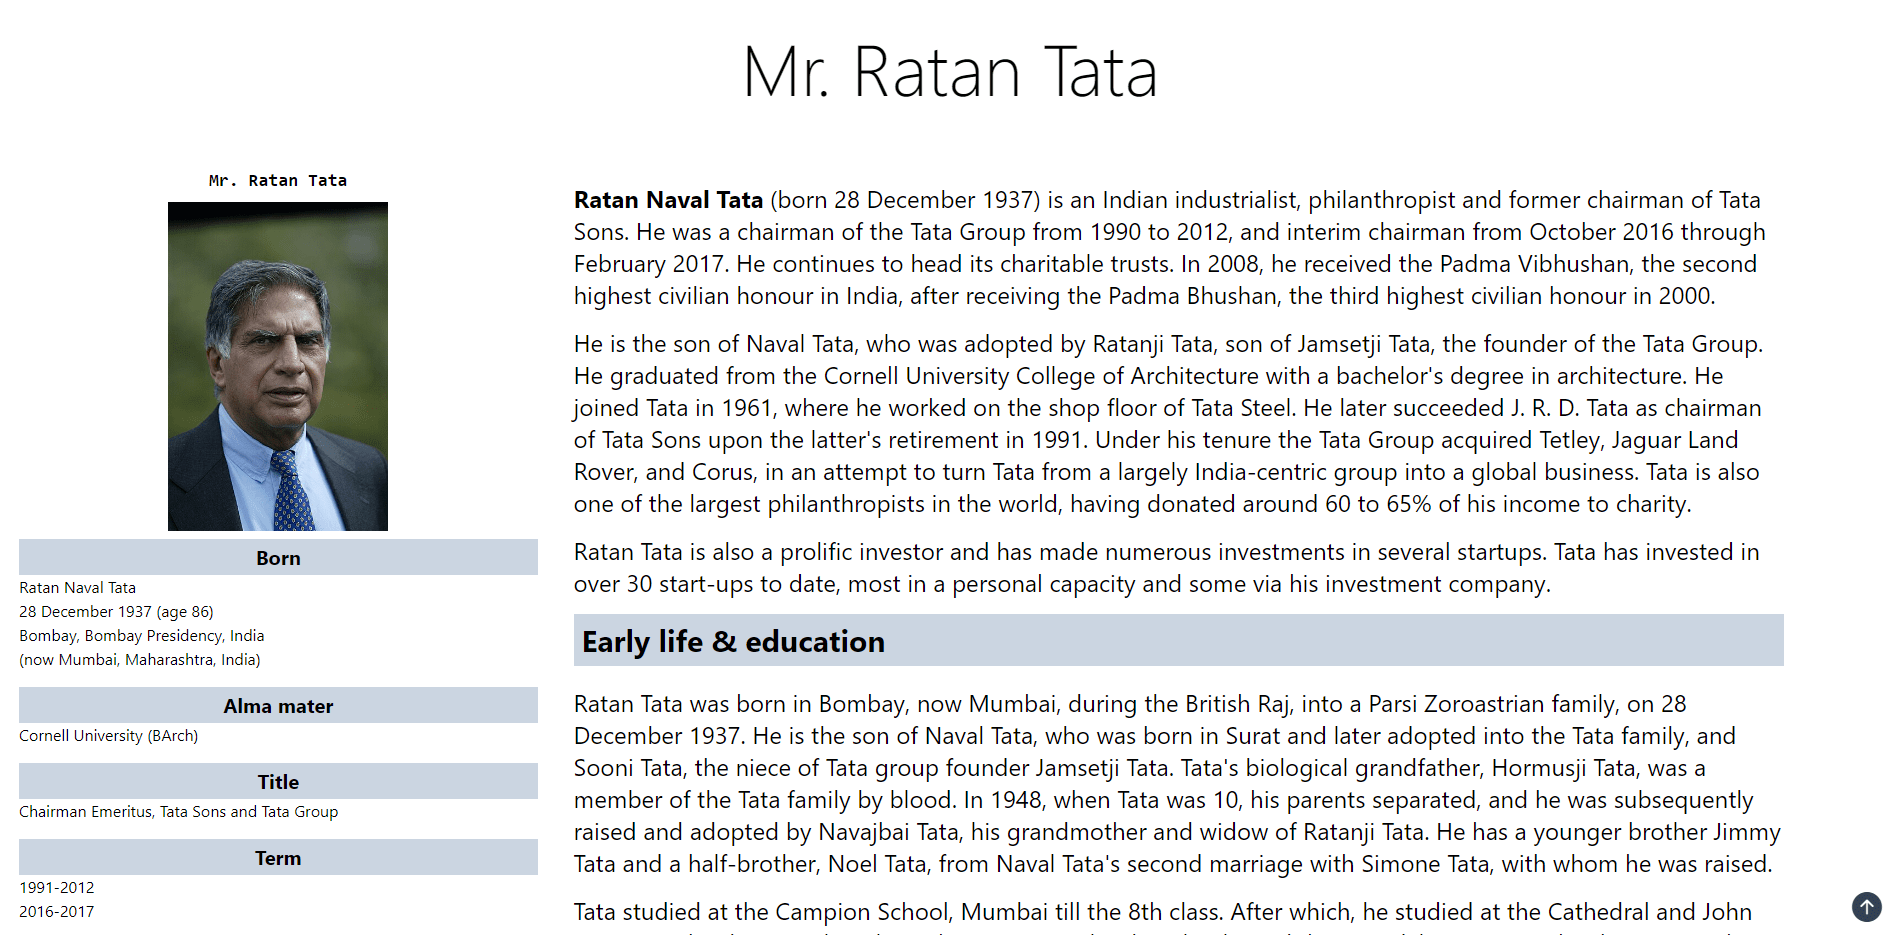 Mr. Ratan Tata
Mr. Ratan Tata
Born
Ratan Naval Tata
28 December 1937 (age 86)
Bombay, Bombay Presidency, India
(now Mumbai, Maharashtra, India)
Alma mater
Cornell University (BArch)
Title
Chairman Emeritus, Tata Sons and Tata Group
Term
1991-2012
2016-2017
Ratan Naval Tata (born 28 December 1937) is an Indian industrialist, philanthropist and former chairman of Tata
Sons. He was a chairman of the Tata Group from 1990 to 2012, and interim chairman from October 2016 through
February 2017. He continues to head its charitable trusts. In 2008, he received the Padma Vibhushan, the second
highest civilian honour in India, after receiving the Padma Bhushan, the third highest civilian honour in 2000.
He is the son of Naval Tata, who was adopted by Ratanji Tata, son of Jamsetji Tata, the founder of the Tata Group.
He graduated from the Cornell University College of Architecture with a bachelor's degree in architecture. He
joined Tata in 1961, where he worked on the shop floor of Tata Steel. He later succeeded J. R. D. Tata as chairman
of Tata Sons upon the latter's retirement in 1991. Under his tenure the Tata Group acquired Tetley, Jaguar Land
Rover, and Corus, in an attempt to turn Tata from a largely India-centric group into a global business. Tata is also
one of the largest philanthropists in the world, having donated around 60 to 65% of his income to charity.
Ratan Tata is also a prolific investor and has made numerous investments in several startups. Tata has invested in
over 30 start-ups to date, most in a personal capacity and some via his investment company.
Early life & education
Ratan Tata was born in Bombay, now Mumbai, during the British Raj, into a Parsi Zoroastrian family, on 28
December 1937. He is the son of Naval Tata, who was born in Surat and later adopted into the Tata family, and
Sooni Tata, the niece of Tata group founder Jamsetji Tata. Tata's biological grandfather, Hormusji Tata, was a
member of the Tata family by blood. In 1948, when Tata was 10, his parents separated, and he was subsequently
raised and adopted by Navajbai Tata, his grandmother and widow of Ratanji Tata. He has a younger brother Jimmy
Tata and a half-brother, Noel Tata, from Naval Tata's second marriage with Simone Tata, with whom he was raised.
Tata studied at the Campion School, Mumbai till the 8th class. After which, he studied at the Cathedral and John